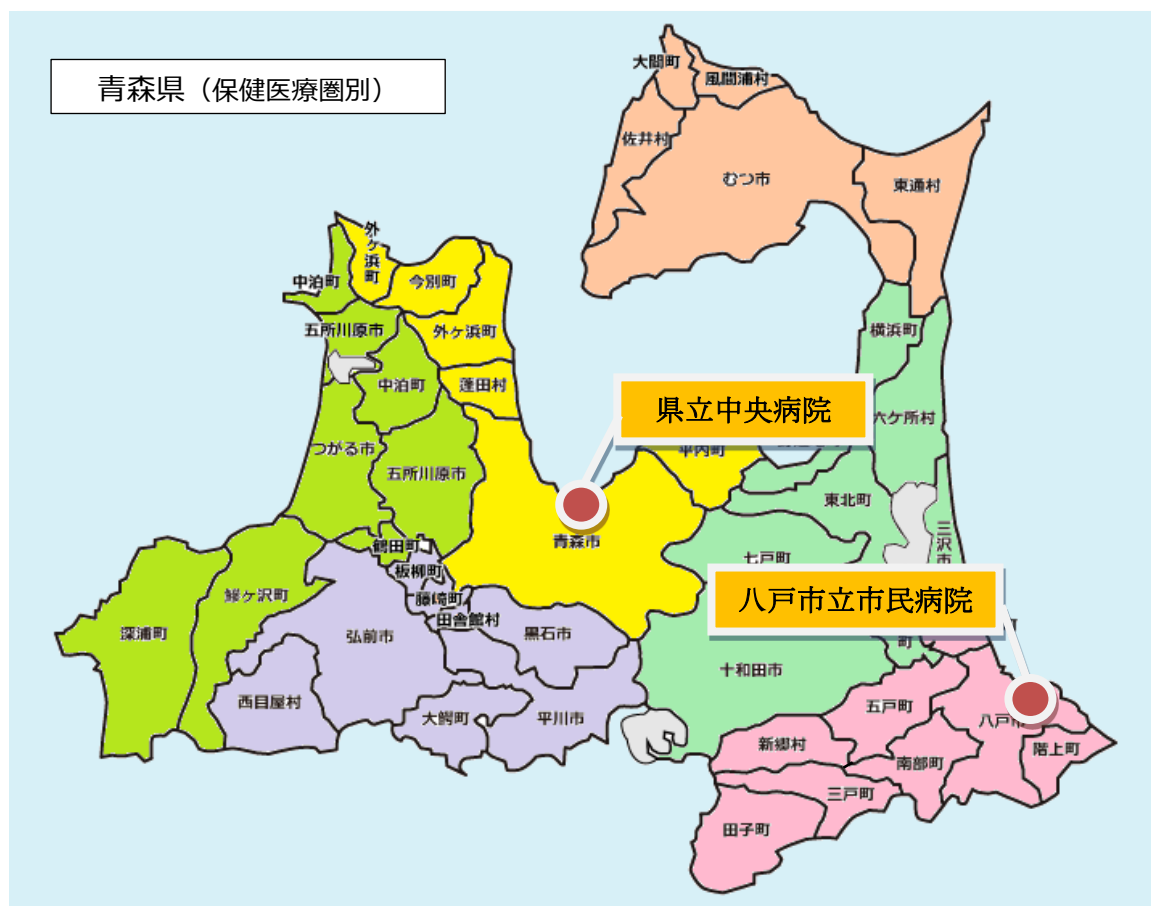 青森県（保健医療圏別）
大間町
風間浦村
佐井村
むつ市
東通村
外ヶ浜町
今別町
中泊町
五所川原市
外ヶ浜町
横浜町
中泊町
蓬田村
県立中央病院
六ケ所村
つがる市
五所川原市
平内町
東北町
三沢市
青森市
鶴田町
七戸町
板柳町
鰺ヶ沢町
藤崎町
八戸市立市民病院
田舎館村
深浦町
弘前市
黒石市
町
町
十和田市
西目屋村
大鰐町
平川市
五戸町
八戸市
新郷村
南部町
階上町
三戸町
田子町